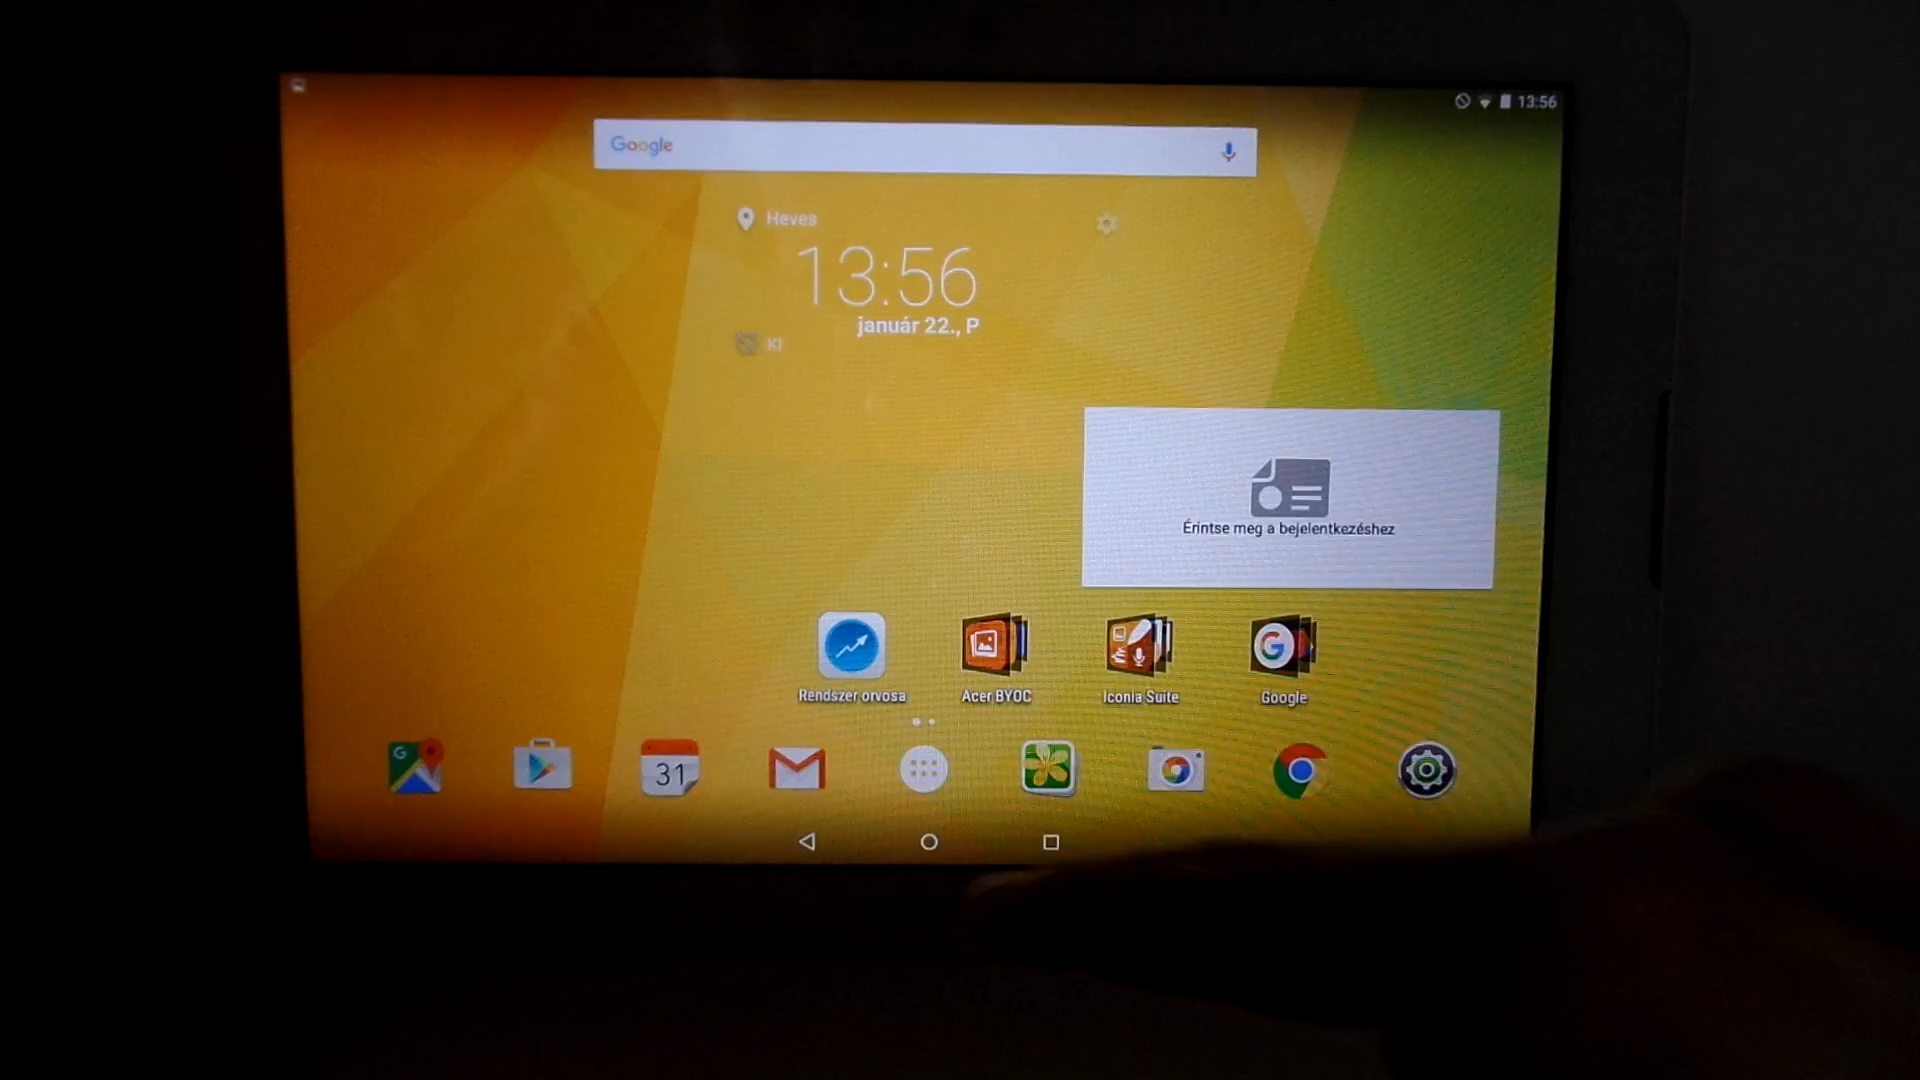 13:56
Google
Heves
13:56
január 22., P
KI
Érintse meg a bejelentkezéshez
Rendszer orvosa
Acer BYOC
Iconia Suite
Google
31